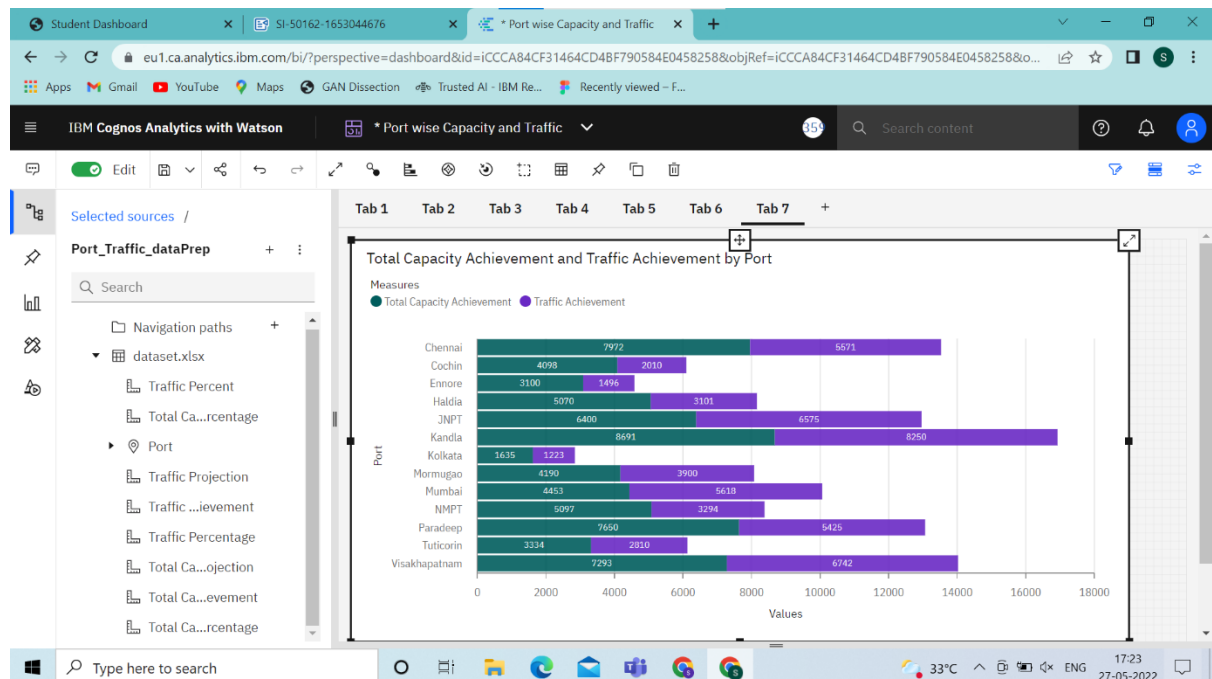 Student Dashboard
SI-50162-1653044676
* Port wise Capacity and Traffic
eu1.ca.analytics.ibm.com/bi/?perspective=dashboard&id=iCCCA84CF31464CD4BF790584E0458258&objRef=iCCCA84CF31464CD4BF790584E0458258&o...
S
Apps
Gmail
YouTube
Maps
GAN Dissection
Trusted AI - IBM Re...
Recently viewed – F...
IBM Cognos Analytics with Watson
* Port wise Capacity and Traffic
359
Search content
Edit
Selected sources /
Port_Traffic_dataPrep
Search
Navigation paths
dataset.xlsx
Traffic Percent
Total Ca...rcentage
Port
Traffic Projection
Traffic ...ievement
Traffic Percentage
Total Ca...ojection
Total Ca...evement
Total Ca...rcentage
Tab 1 Tab 2 Tab 3 Tab 4 Tab 5 Tab 6 Tab 7 +
Total Capacity Achievement and Traffic Achievement by Port
Measures
Total Capacity Achievement Traffic Achievement
Port
Chennai 7972 5571
Cochin 4098 2010
Ennore 3100 1496
Haldia 5070 3101
JNPT 6400 6575
Kandla 8691 8250
Kolkata 1635 1223
Mormugao 4190 3900
Mumbai 4453 5618
NMPT 5097 3294
Paradeep 7650 5425
Tuticorin 3334 2810
Visakhapatnam 7293 6742
0 2000 4000 6000 8000 10000 12000 14000 16000 18000
Values
Type here to search
33°C
ENG
17:23
27-05-2022